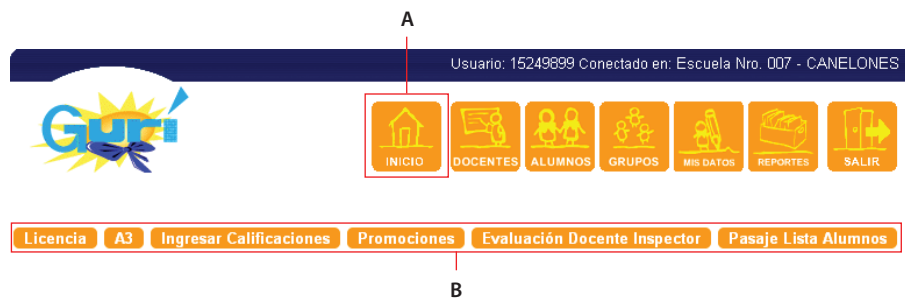 A
Usuario: 15249899 Conectado en: Escuela Nro. 007 - CANELONES
Gurí
INICIO DOCENTES ALUMNOS GRUPOS MIS DATOS REPORTES SALIR
Licencia A3 Ingresar Calificaciones Promociones Evaluación Docente Inspector Pasaje Lista Alumnos
B